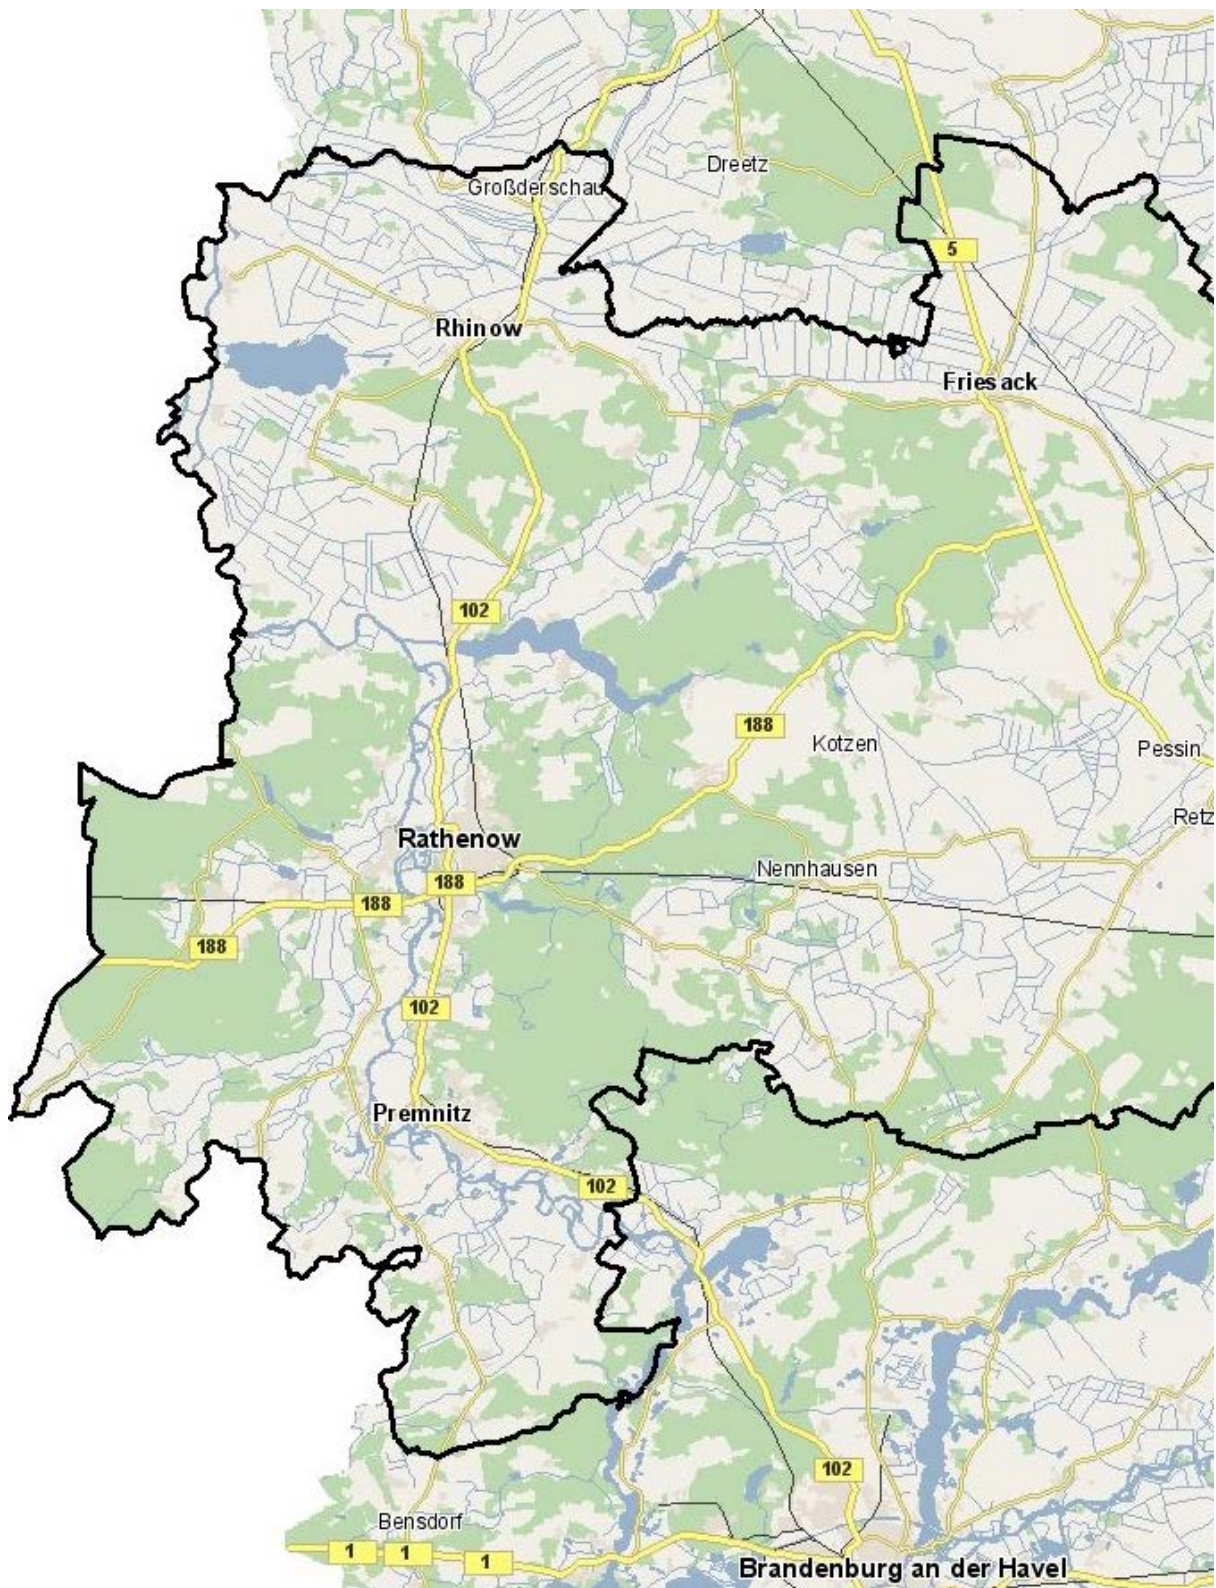 Dreetz
Großderschau
5
Rhinow
Friesack
102
188
Kotzen
Pessin
Retz
Rathenow
Nennhausen
188
188
188
102
Premnitz
102
102
Bensdorf
1
1
1
Brandenburg an der Havel